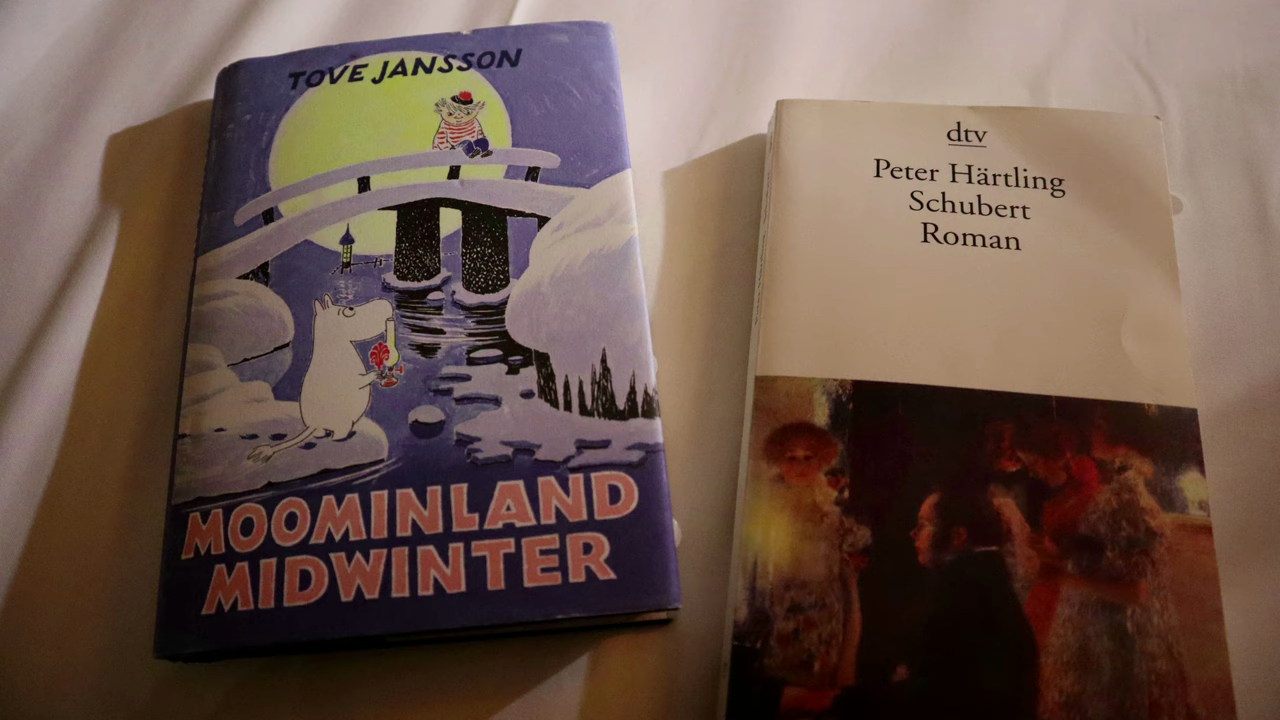 TOVE JANSSON
MOOMINLAND
MIDWINTER
dtv
Peter Härtling
Schubert
Roman